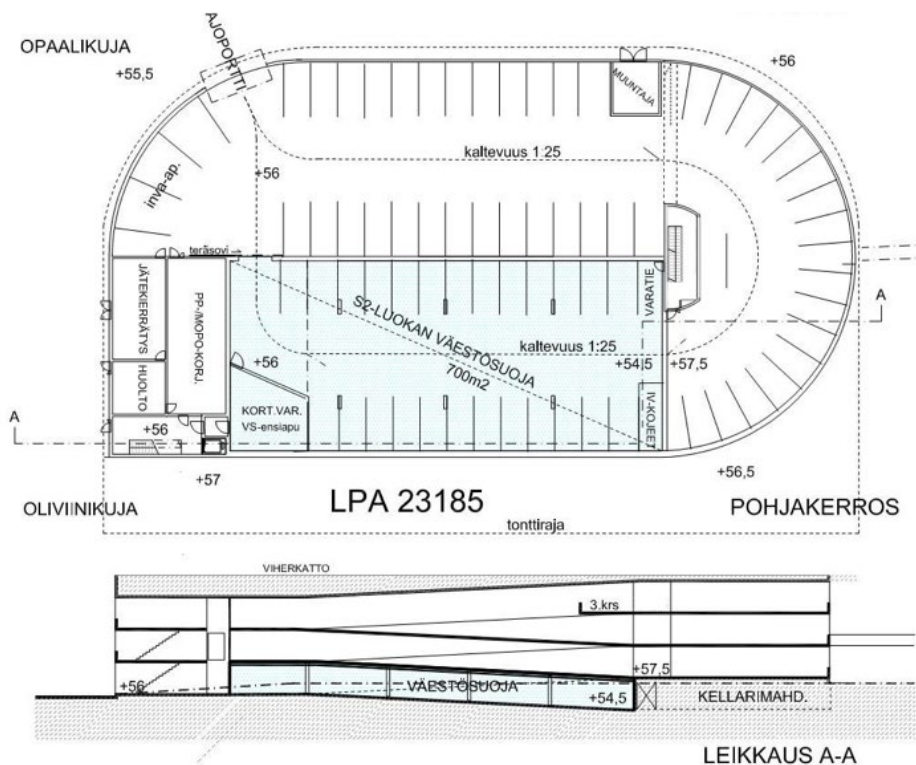 OPAALIKUJA
+55,5
AJOPORTTI
MUUNTAJA
+56
kaltevuus 1:25
+56
inva-ap.
teräsovi
JÄTEKIERRÄTYS
PP-/MOPO-KORJ.
VARATIE
S2-LUOKAN VÄESTÖSUOJA
700m2
A
kaltevuus 1:25
+56
+54,5
+57,5
HUOLTO
KORT.VAR.
VS-ensiapu
IV-KOJEET
A
+56
+57
+56,5
OLIVIINIKUJA
LPA 23185
POHJAKERROS
tonttiraja
VIHERKATTO
3.krs
+57,5
+56
VÄESTÖSUOJA
+54,5
KELLARIMAHD.
LEIKKAUS A-A